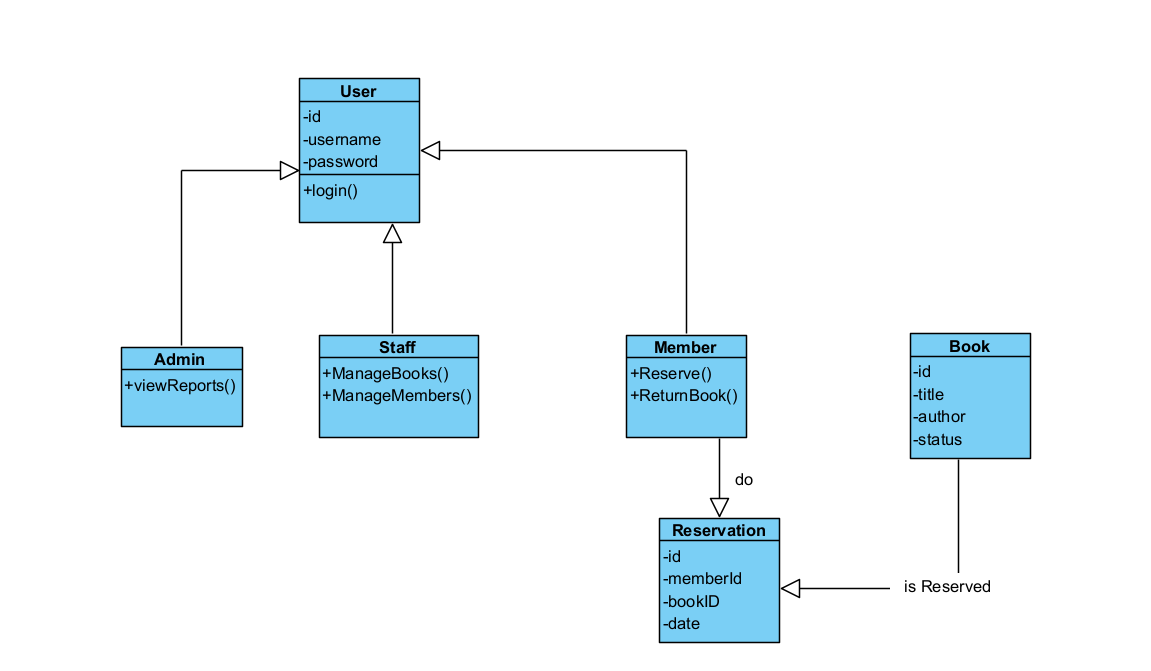 User
-id
-username
-password
+login()
Admin
+viewReports()
Staff
+ManageBooks()
+ManageMembers()
Member
+Reserve()
+ReturnBook()
Book
-id
-title
-author
-status
do
Reservation
-id
-memberId
-bookID
-date
is Reserved